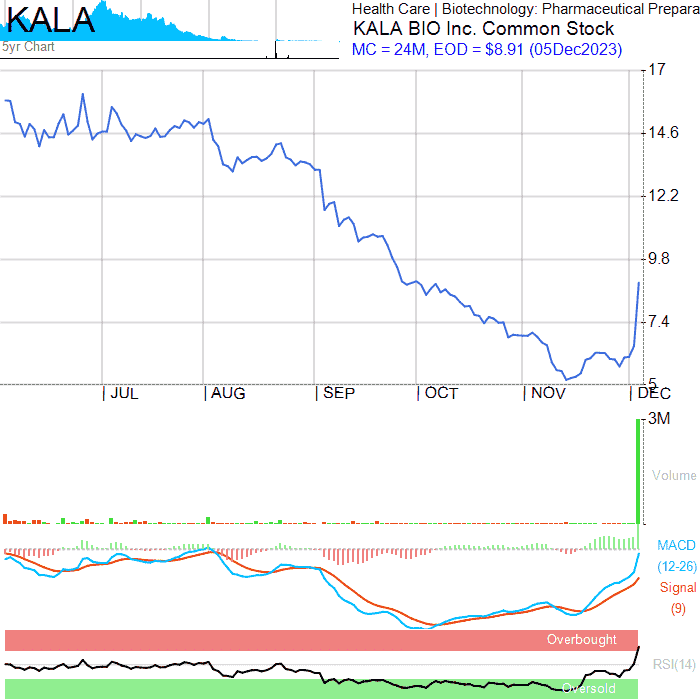 KALA
5yr Chart
Health Care | Biotechnology: Pharmaceutical Prepara
KALA BIO Inc. Common Stock
MC = 24M, EOD = $8.91 (05Dec2023)
17
14.6
12.2
9.8
7.4
5
JUL AUG SEP OCT NOV DEC
3M
Volume
MACD
(12-26)
Signal
(9)
Overbought
RSI(14)
Oversold